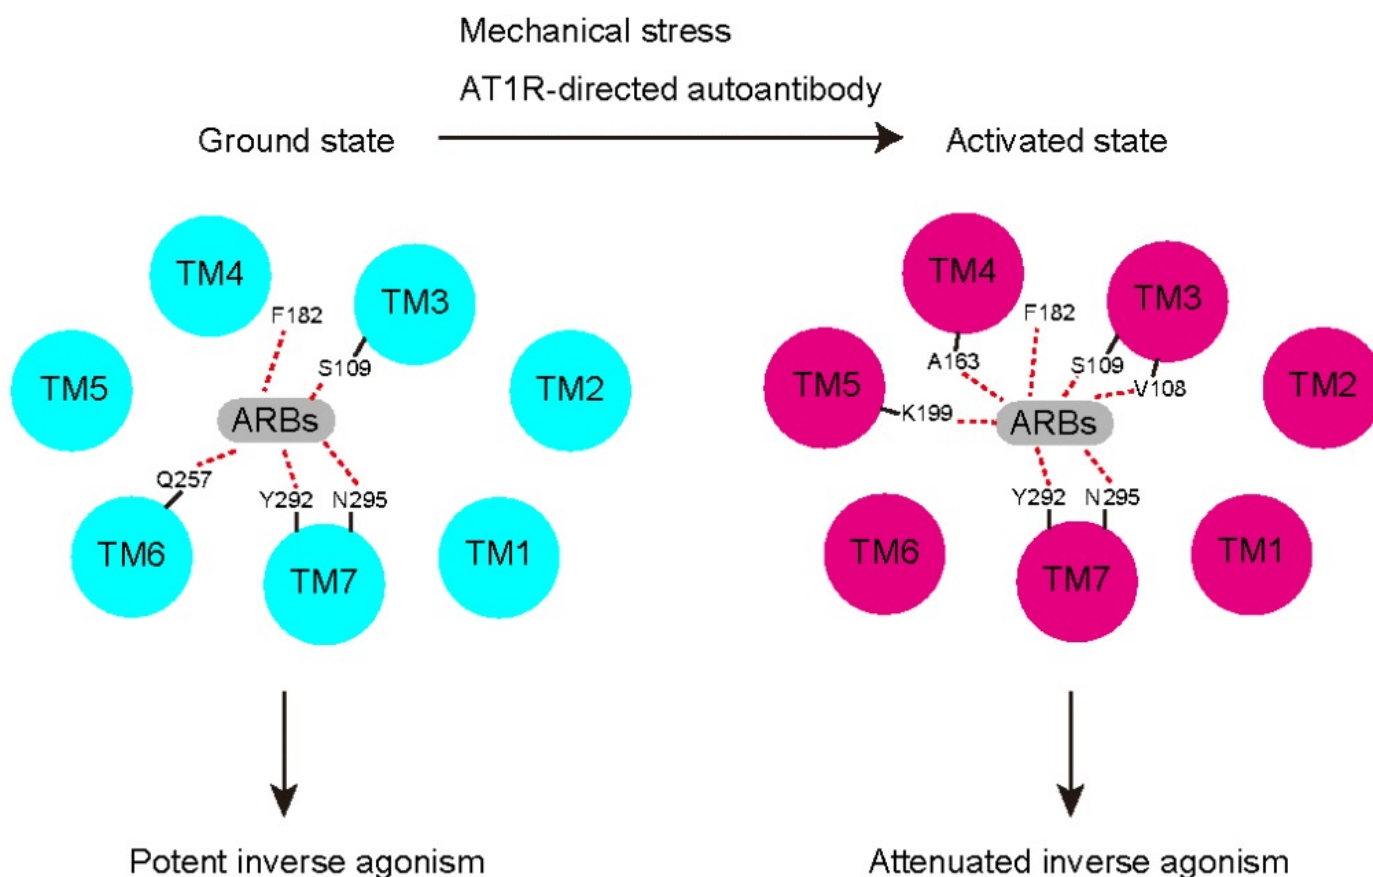 Mechanical stress
AT1R-directed autoantibody
Ground state
Activated state
TM4
TM3
F182
S109
TM5
TM2
ARBs
Q257
Y292
N295
TM6
TM7
TM1
TM4
TM3
F182
A163
S109
V108
TM5
TM2
K199
ARBs
Y292
N295
TM6
TM7
TM1
Potent inverse agonism
Attenuated inverse agonism